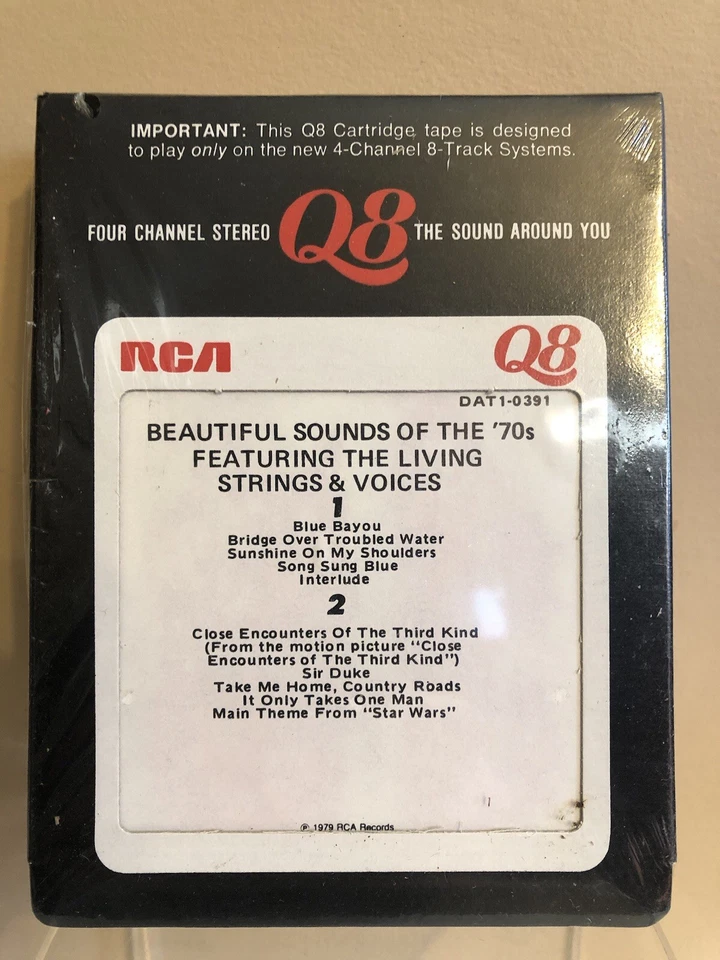 IMPORTANT: This Q8 Cartridge tape is designed
to play only on the new 4-Channel 8-Track Systems.
FOUR CHANNEL STEREO Q8 THE SOUND AROUND YOU
RCA Q8
DAT1-0391
BEAUTIFUL SOUNDS OF THE '70s
FEATURING THE LIVING
STRINGS & VOICES
1
Blue Bayou
Bridge Over Troubled Water
Sunshine On My Shoulders
Song Sung Blue
Interlude
2
Close Encounters Of The Third Kind
(From the motion picture "Close
Encounters of The Third Kind")
Sir Duke
Take Me Home, Country Roads
It Only Takes One Man
Main Theme From "Star Wars"
℗ 1979 RCA Records